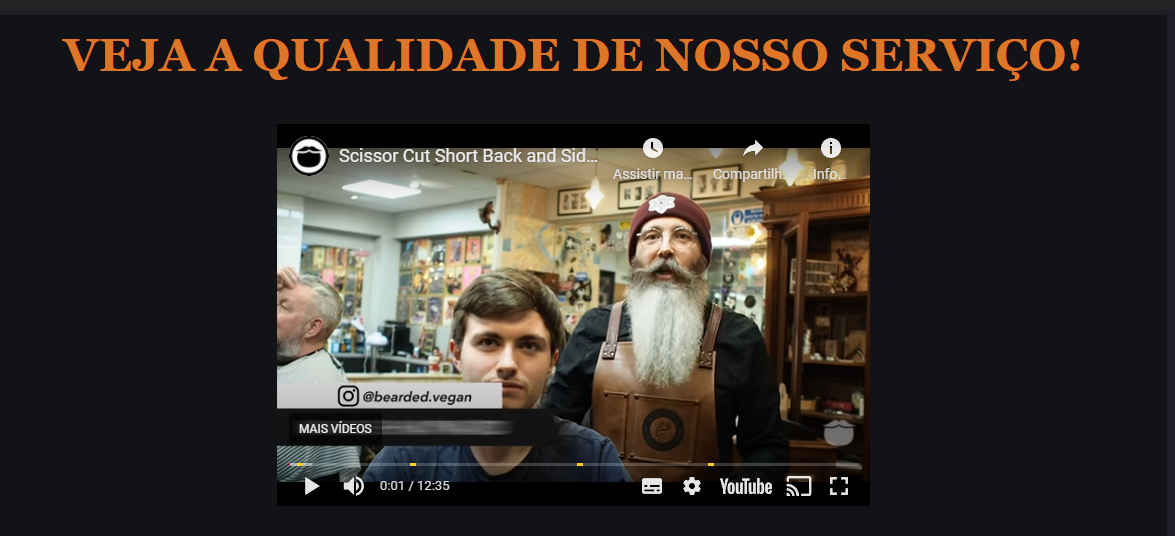 VEJA A QUALIDADE DE NOSSO SERVIÇO!
Scissor Cut Short Back and Sid...
Assistir ma...
Compartilh...
Info...
@bearded.vegan
MAIS VÍDEOS
0:01 / 12:35
YouTube